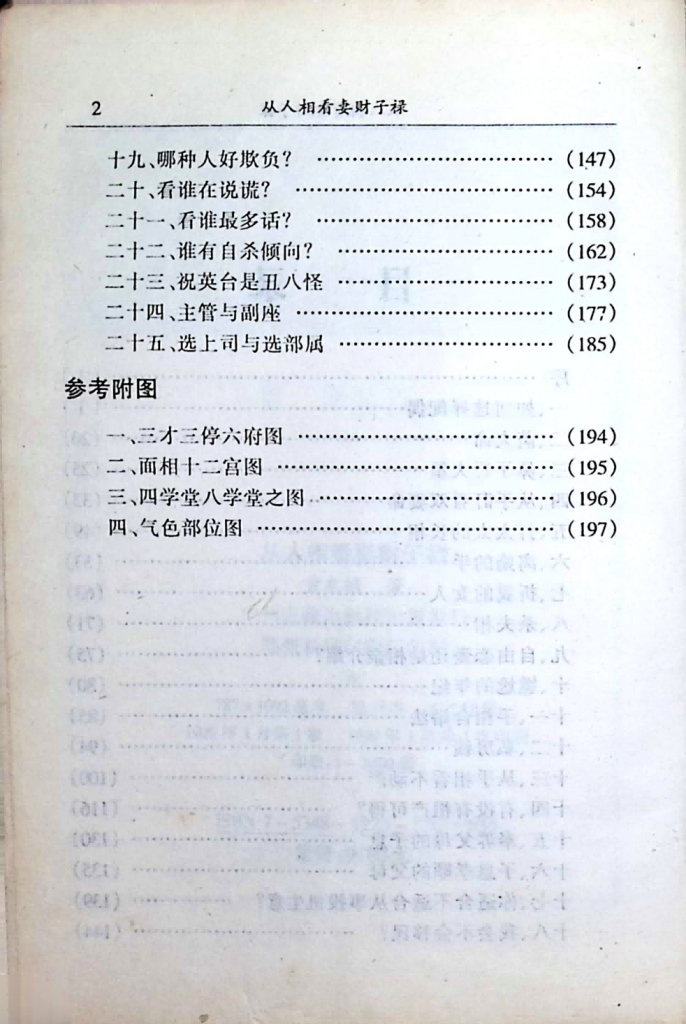 2 从人相看妻财子禄
十九、哪种人好欺负? ……………………………… (147)
二十、看谁在说谎? ………………………………… (154)
二十一、看谁最多话? ……………………………… (158)
二十二、谁有自杀倾向? …………………………… (162)
二十三、祝英台是丑八怪 …………………………… (173)
二十四、主管与副座 ………………………………… (177)
二十五、选上司与选部属 …………………………… (185)
参考附图
一、三才三停六府图 ………………………………… (194)
二、面相十二宫图 …………………………………… (195)
三、四学堂八学堂之图 ……………………………… (196)
四、气色部位图 ……………………………………… (197)